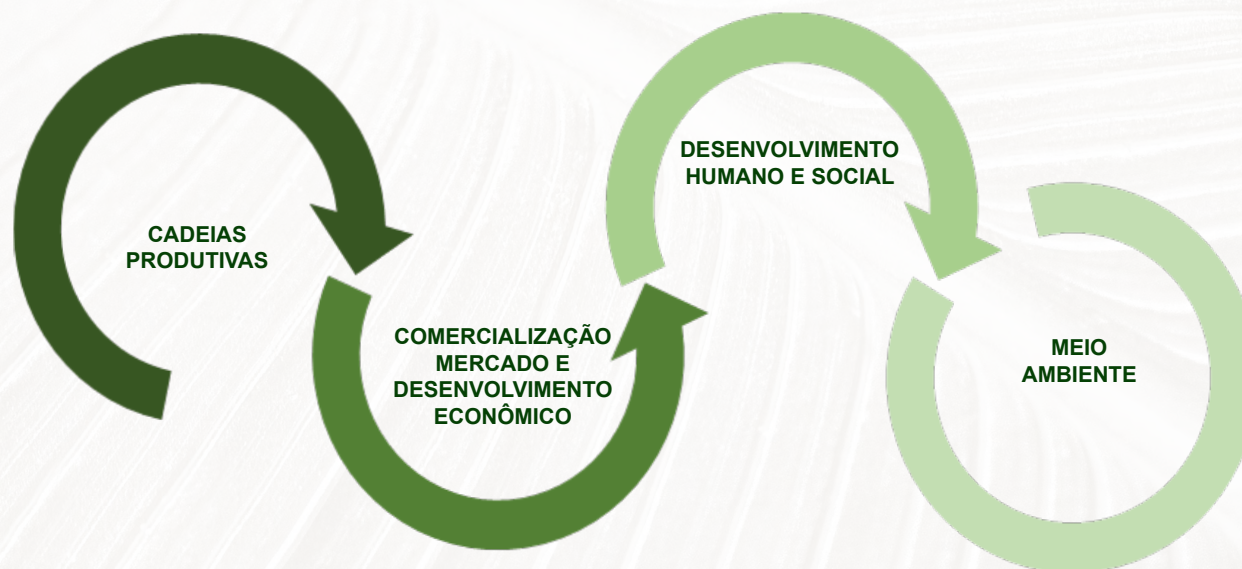 CADEIAS
PRODUTIVAS
COMERCIALIZAÇÃO
MERCADO E
DESENVOLVIMENTO
ECONÔMICO
DESENVOLVIMENTO
HUMANO E SOCIAL
MEIO
AMBIENTE